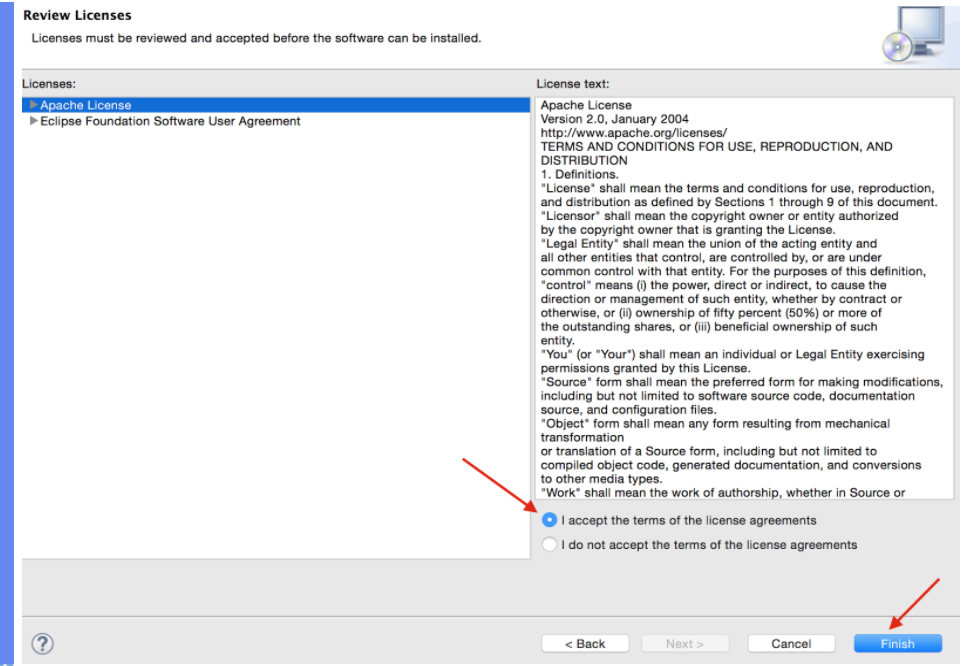 Review Licenses
Licenses must be reviewed and accepted before the software can be installed.
Licenses:
Apache License
Eclipse Foundation Software User Agreement
License text:
Apache License
Version 2.0, January 2004
http://www.apache.org/licenses/
TERMS AND CONDITIONS FOR USE, REPRODUCTION, AND
DISTRIBUTION
1. Definitions.
"License" shall mean the terms and conditions for use, reproduction,
and distribution as defined by Sections 1 through 9 of this document.
"Licensor" shall mean the copyright owner or entity authorized
by the copyright owner that is granting the License.
"Legal Entity" shall mean the union of the acting entity and
all other entities that control, are controlled by, or are under
common control with that entity. For the purposes of this definition,
"control" means (i) the power, direct or indirect, to cause the
direction or management of such entity, whether by contract or
otherwise, or (ii) ownership of fifty percent (50%) or more of
the outstanding shares, or (iii) beneficial ownership of such
entity.
"You" (or "Your") shall mean an individual or Legal Entity exercising
permissions granted by this License.
"Source" form shall mean the preferred form for making modifications,
including but not limited to software source code, documentation
source, and configuration files.
"Object" form shall mean any form resulting from mechanical
transformation
or translation of a Source form, including but not limited to
compiled object code, generated documentation, and conversions
to other media types.
"Work" shall mean the work of authorship, whether in Source or
I accept the terms of the license agreements
I do not accept the terms of the license agreements
?
< Back
Next >
Cancel
Finish